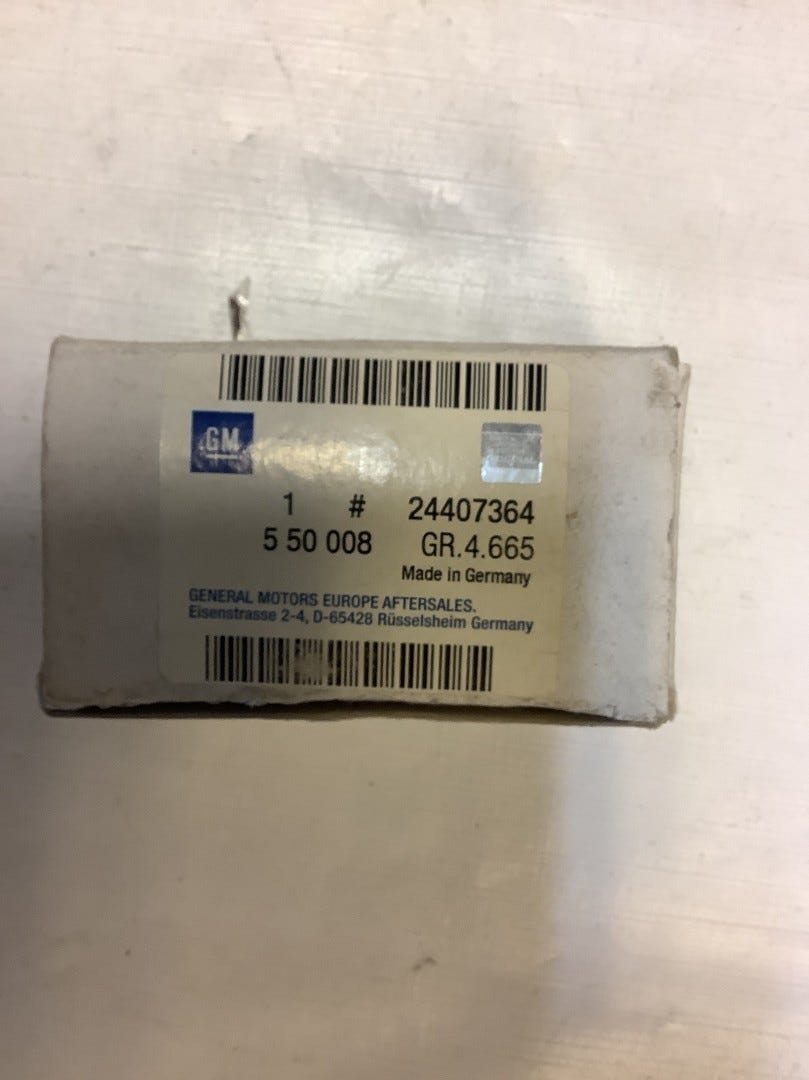 GM
1 # 24407364
5 50 008 GR.4.665
Made in Germany
GENERAL MOTORS EUROPE AFTERSALES.
Eisenstrasse 2-4, D-65428 Rüsselsheim Germany